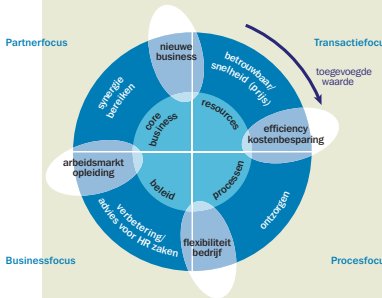 Partnerfocus
nieuwe
business
Transactiefocu
toegevoegde
waarde
synergie
bereiken
betrouwbaar/
snelheid (prijs)
core
business
resources
efficiency
kostenbesparing
arbeidsmarkt
opleiding
beleid
processen
verbetering/
advies voor HR zaken
ontzorgen
flexibiliteit
bedrijf
Businessfocus
Procesfocu